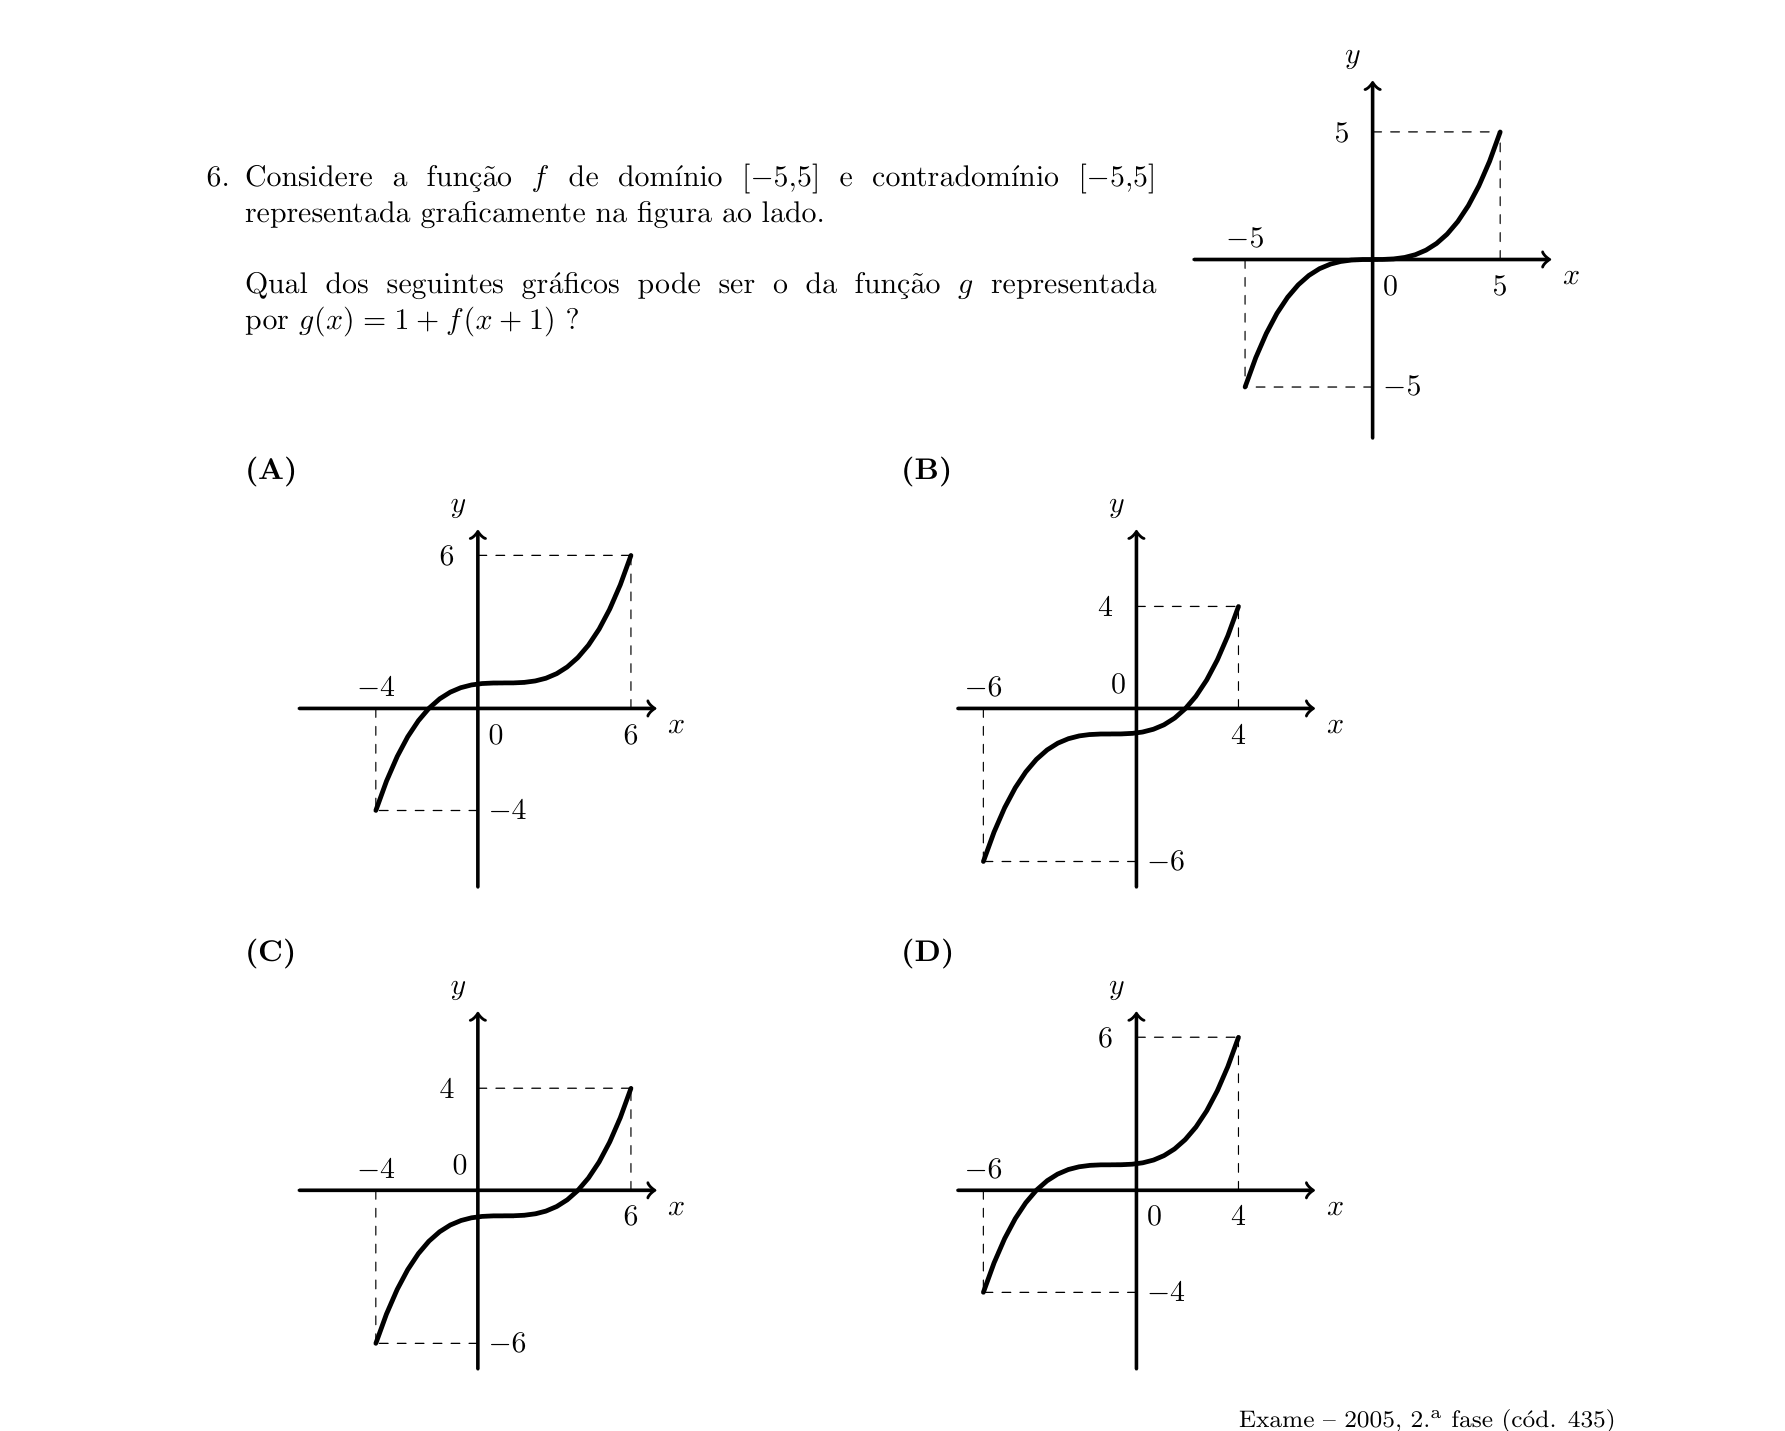 6. Considere a função f de domínio [−5,5] e contradomínio [−5,5]
representada graficamente na figura ao lado.
Qual dos seguintes gráficos pode ser o da função g representada
por g(x) = 1 + f(x + 1) ?
y
5
−5
0
5
x
−5
(A)
y
6
−4
0
6
x
−4
(B)
y
4
0
−6
4
x
−6
(C)
y
4
0
−4
6
x
−6
(D)
y
6
−6
0
4
x
−4
Exame – 2005, 2.ª fase (cód. 435)